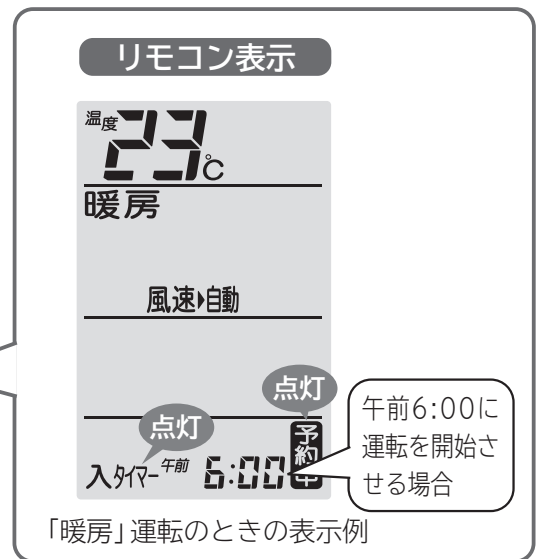 リモコン表示
温度23℃
暖房
風速▶自動
点灯
点灯
入タイマー午前 6:00 予約中
午前6:00に
運転を開始さ
せる場合
「暖房」運転のときの表示例